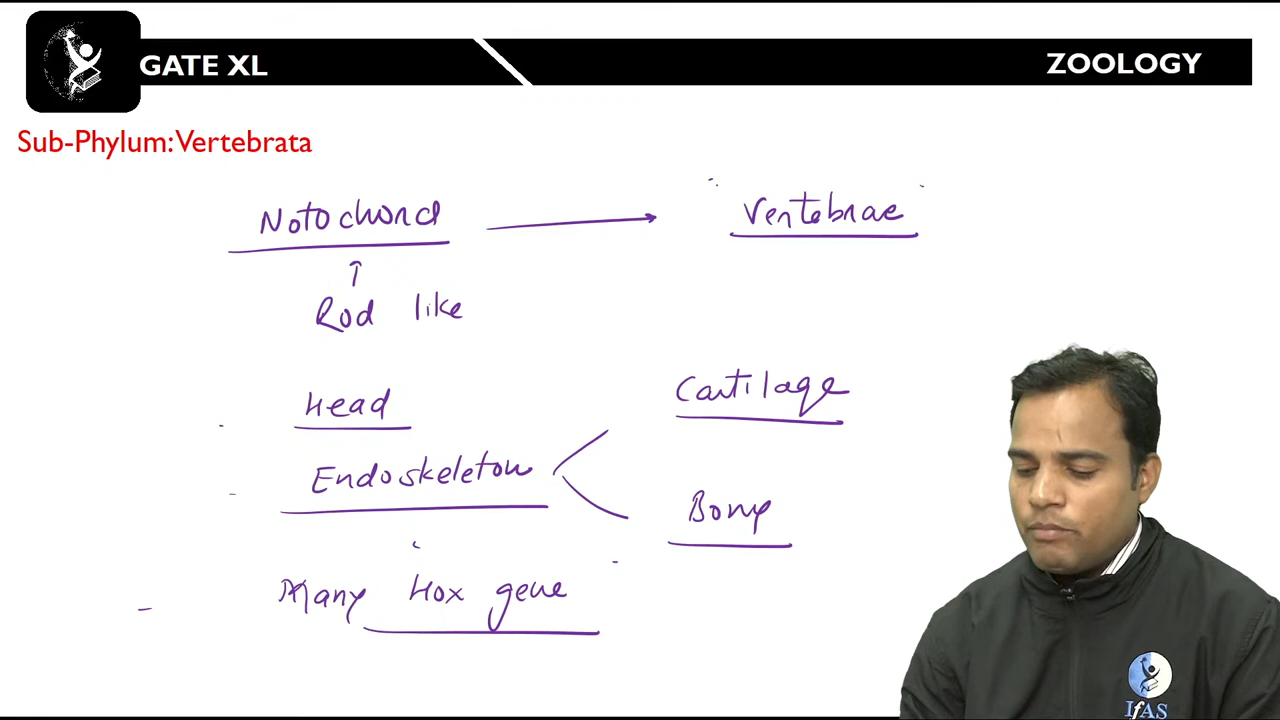 GATE XL
ZOOLOGY
Sub-Phylum: Vertebrata
Notochord → Vertebrae
↑
Rod like
Head
Cartilage
Endoskeleton
Bony
Many Hox gene
IFAS